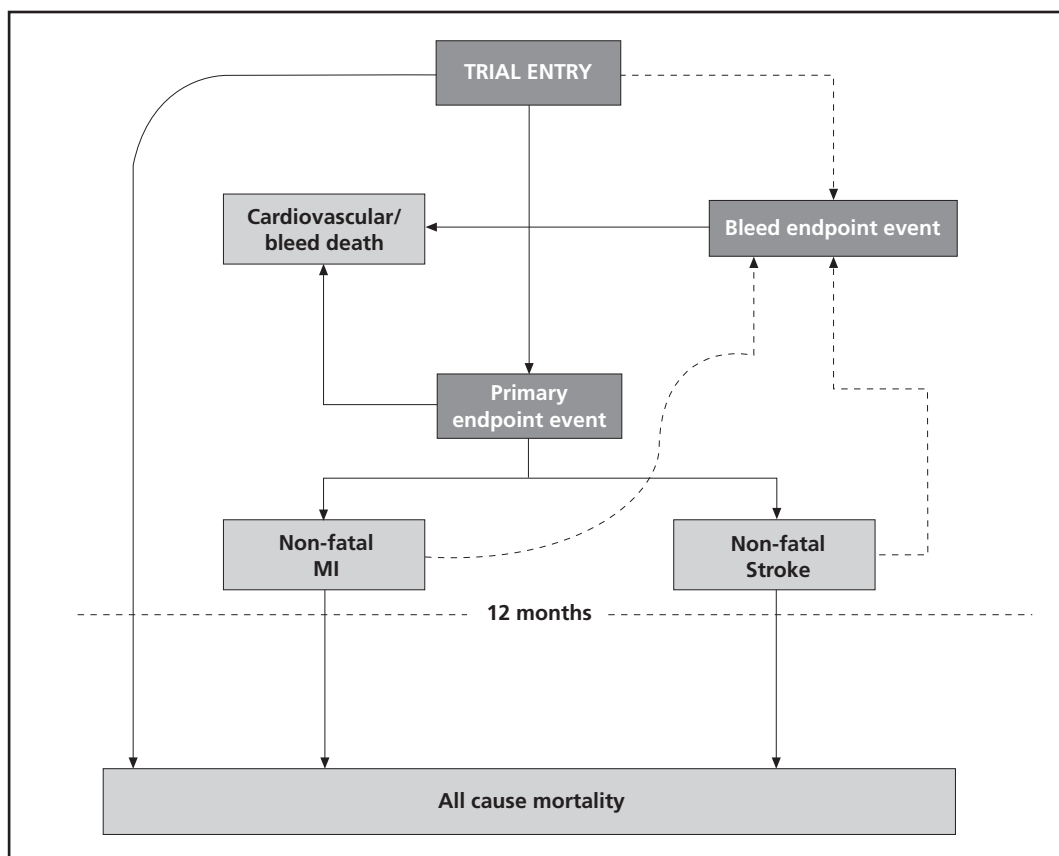 TRIAL ENTRY
Cardiovascular/
bleed death
Bleed endpoint event
Primary
endpoint event
Non-fatal
MI
Non-fatal
Stroke
12 months
All cause mortality